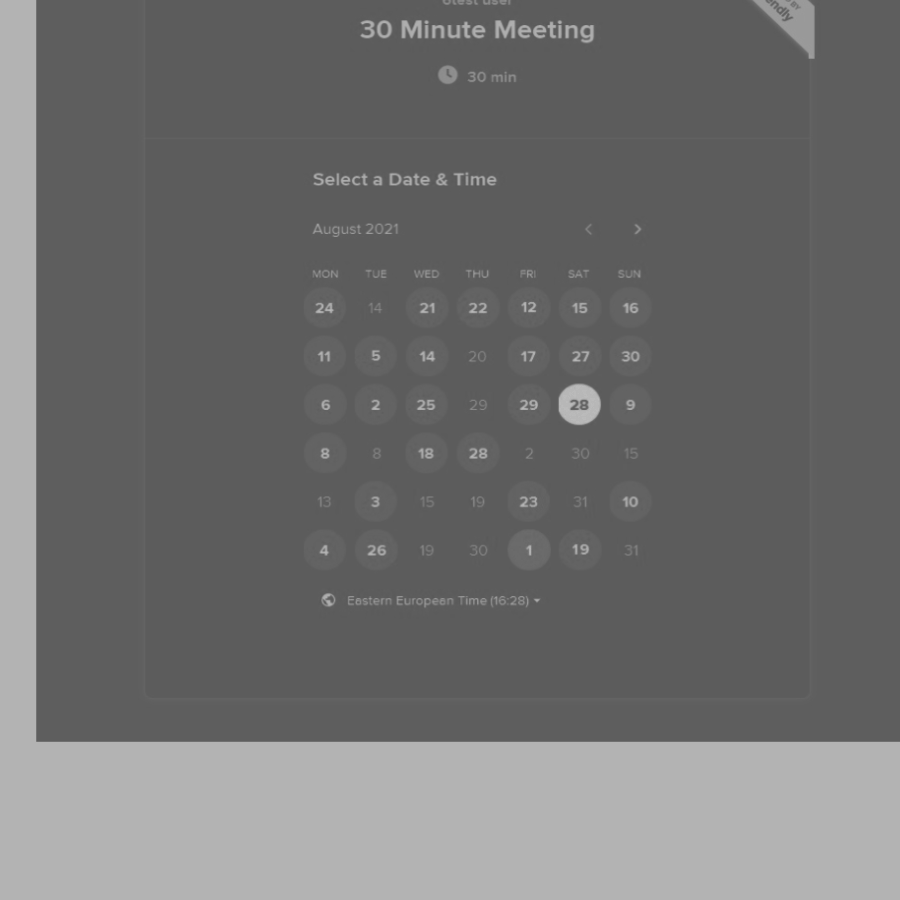 30 Minute Meeting
30 min
Select a Date & Time
August 2021
MON TUE WED THU FRI SAT SUN
24 14 21 22 12 15 16
11 5 14 20 17 27 30
6 2 25 29 29 28 9
8 8 18 28 2 30 15
13 3 15 19 23 31 10
4 26 19 30 1 19 31
Eastern European Time (16:28)